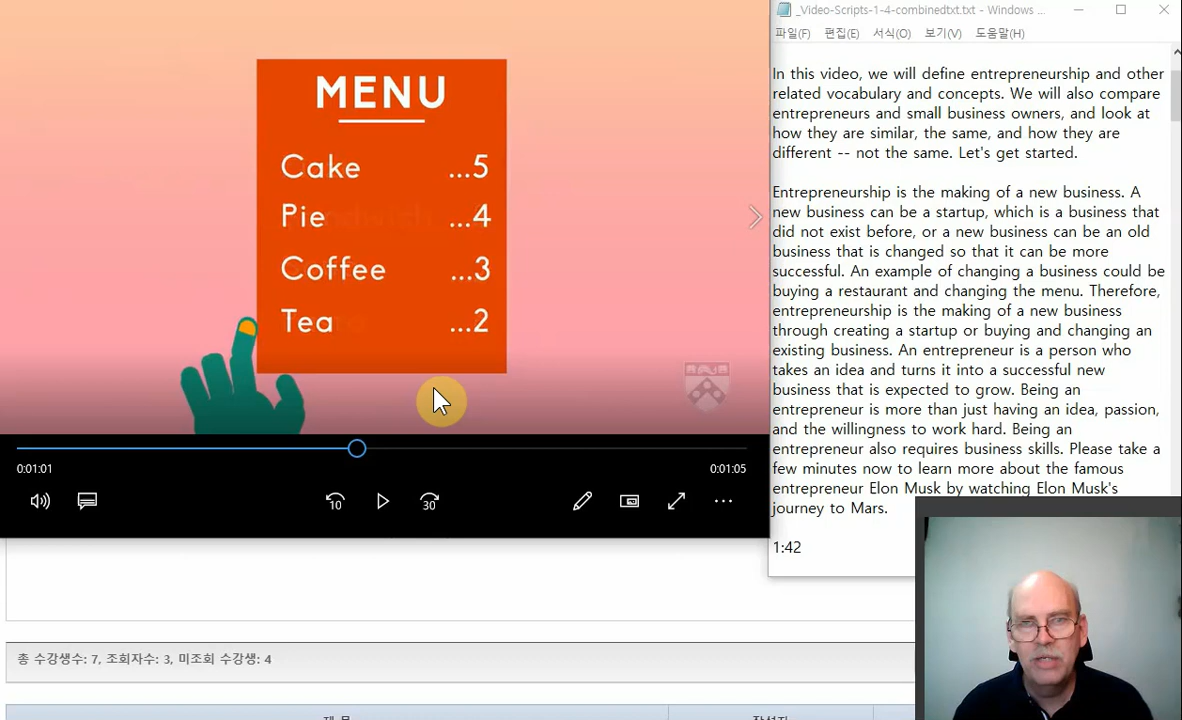 MENU
Cake ...5
Pie ...4
Coffee ...3
Tea ...2
0:01:01
0:01:05
10
30
_Video-Scripts-1-4-combinedtxt.txt - Windows ...
파일(F) 편집(E) 서식(O) 보기(V) 도움말(H)
In this video, we will define entrepreneurship and other
related vocabulary and concepts. We will also compare
entrepreneurs and small business owners, and look at
how they are similar, the same, and how they are
different -- not the same. Let's get started.
Entrepreneurship is the making of a new business. A
new business can be a startup, which is a business that
did not exist before, or a new business can be an old
business that is changed so that it can be more
successful. An example of changing a business could be
buying a restaurant and changing the menu. Therefore,
entrepreneurship is the making of a new business
through creating a startup or buying and changing an
existing business. An entrepreneur is a person who
takes an idea and turns it into a successful new
business that is expected to grow. Being an
entrepreneur is more than just having an idea, passion,
and the willingness to work hard. Being an
entrepreneur also requires business skills. Please take a
few minutes now to learn more about the famous
entrepreneur Elon Musk by watching Elon Musk's
journey to Mars.
1:42
총 수강생수: 7, 조회자수: 3, 미조회 수강생: 4